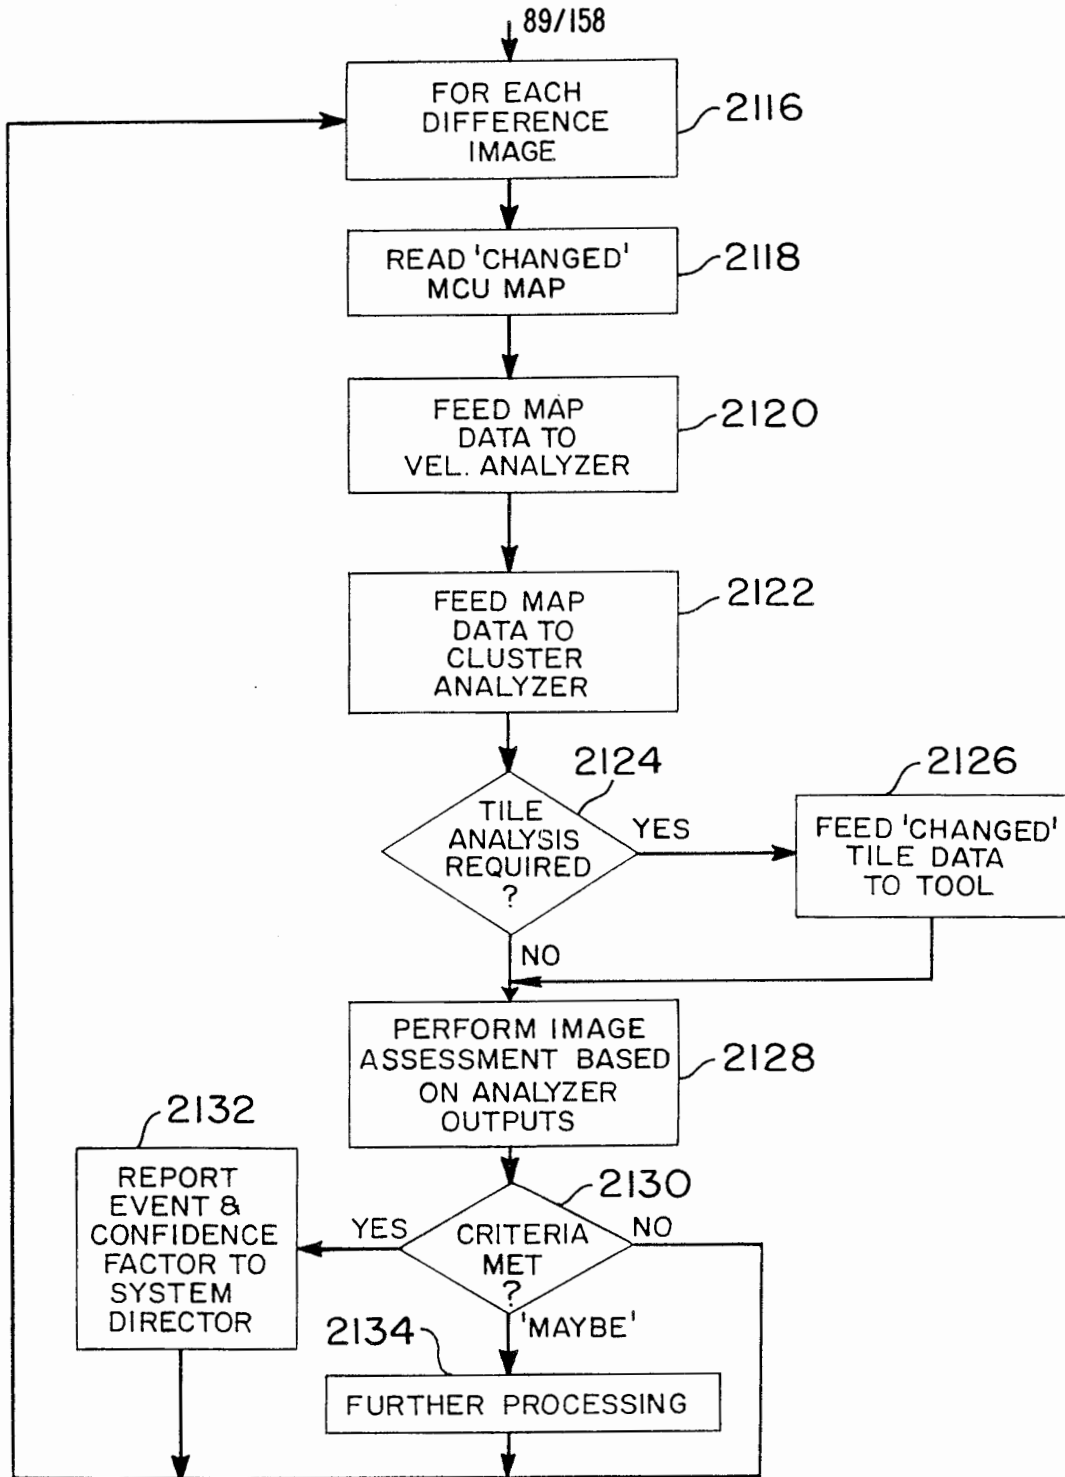 89/158
FOR EACH
DIFFERENCE
IMAGE
2116
READ 'CHANGED'
MCU MAP
2118
FEED MAP
DATA TO
VEL. ANALYZER
2120
FEED MAP
DATA TO
CLUSTER
ANALYZER
2122
TILE
ANALYSIS
REQUIRED
?
2124
YES
2126
FEED 'CHANGED'
TILE DATA
TO TOOL
NO
PERFORM IMAGE
ASSESSMENT BASED
ON ANALYZER
OUTPUTS
2128
2132
REPORT
EVENT &
CONFIDENCE
FACTOR TO
SYSTEM
DIRECTOR
YES
CRITERIA
MET
?
2130
NO
'MAYBE'
2134
FURTHER PROCESSING